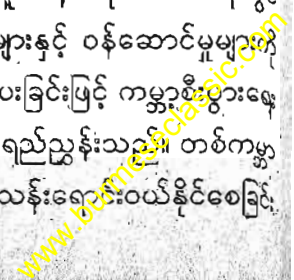 များနှင့် ဝန်ဆောင်မှုများကို
ပေးခြင်းဖြင့် ကမ္ဘာ့စီးပွားရေး
ရည်ညွှန်းသည်။ တစ်ကမ္ဘာ
သန်းရောင်းဝယ်နိုင်စေခြင်း
www.burmeseclassic.com